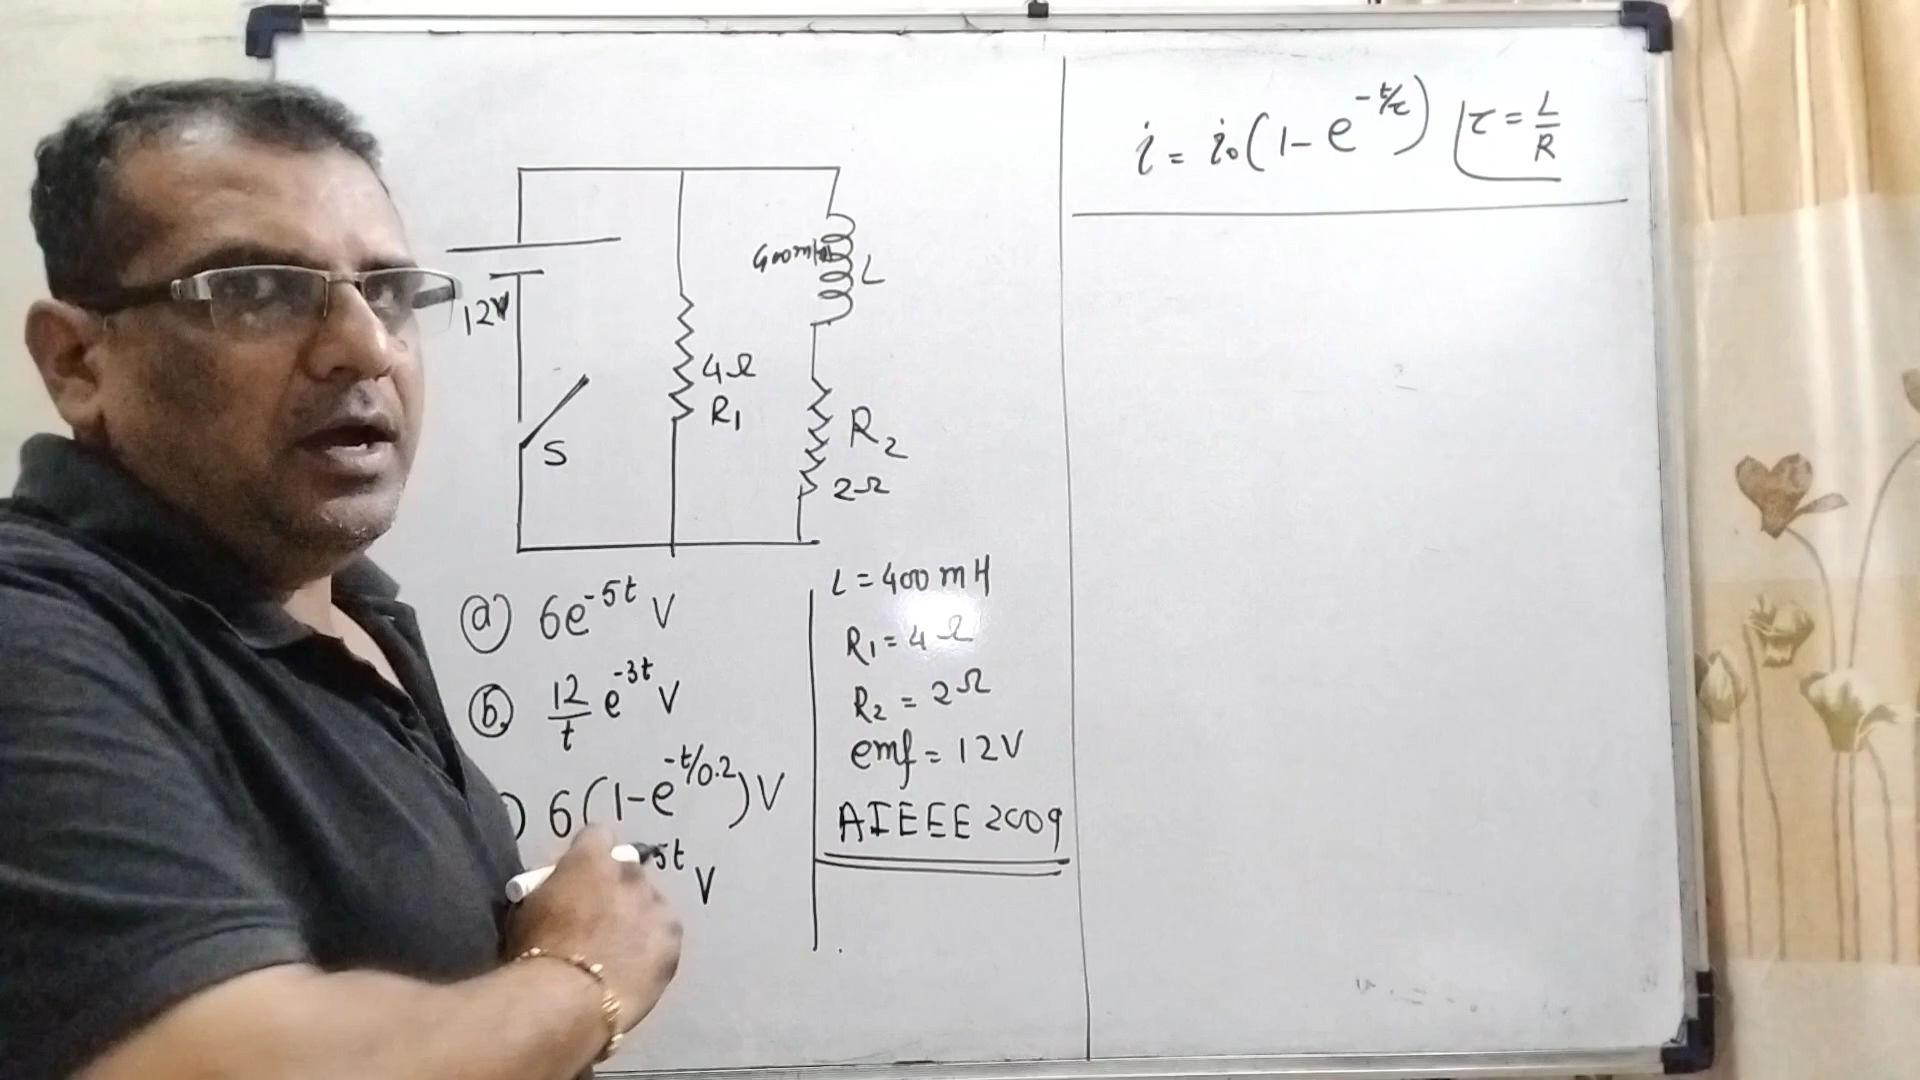 12V
S
4Ω
R₁
400mH
L
R₂
2Ω
a) 6e^{-5t} V
b) 12/t e^{-3t} V
) 6(1-e^{-t/0.2}) V
5t V
L = 400 mH
R₁ = 4Ω
R₂ = 2Ω
emf = 12V
AIEEE 2009
i = i₀(1 - e^{-t/τ}) τ = L/R